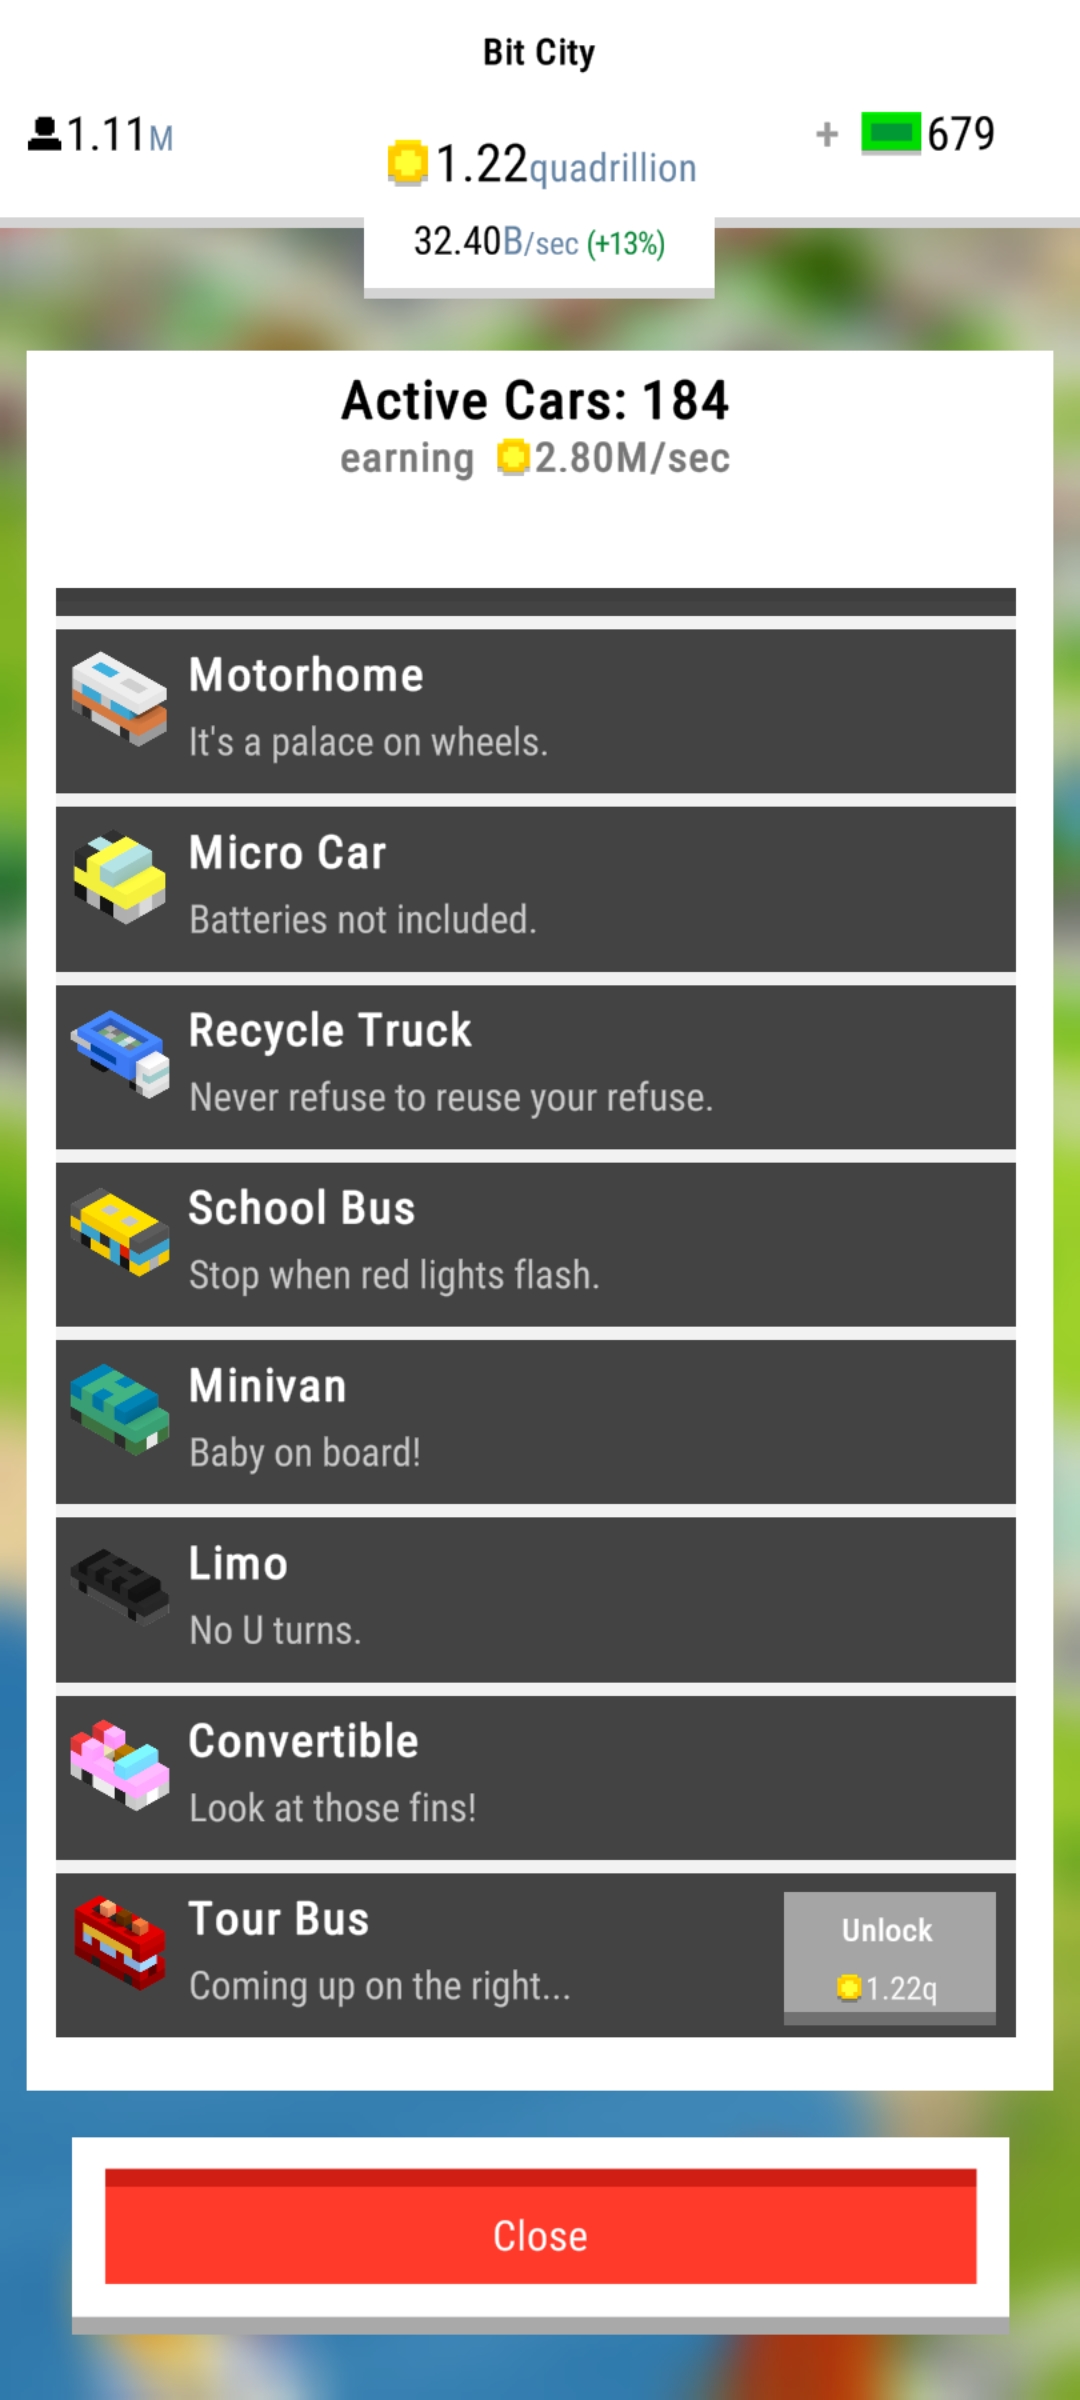 Bit City
1.11M
1.22quadrillion
+ 679
32.40B/sec (+13%)
Active Cars: 184
earning 2.80M/sec
Motorhome
It's a palace on wheels.
Micro Car
Batteries not included.
Recycle Truck
Never refuse to reuse your refuse.
School Bus
Stop when red lights flash.
Minivan
Baby on board!
Limo
No U turns.
Convertible
Look at those fins!
Tour Bus
Coming up on the right...
Unlock
1.22q
Close